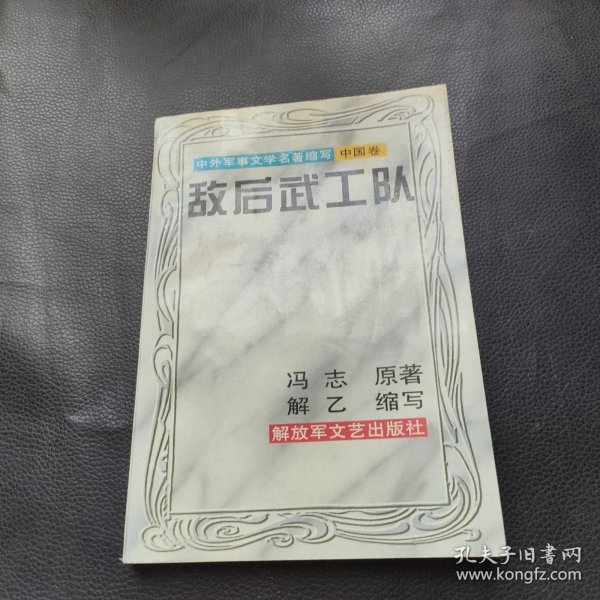 中外军事文学名著缩写 中国卷
敌后武工队
冯志 原著
解乙 缩写
解放军文艺出版社
孔夫子旧书网
www.kongfz.com